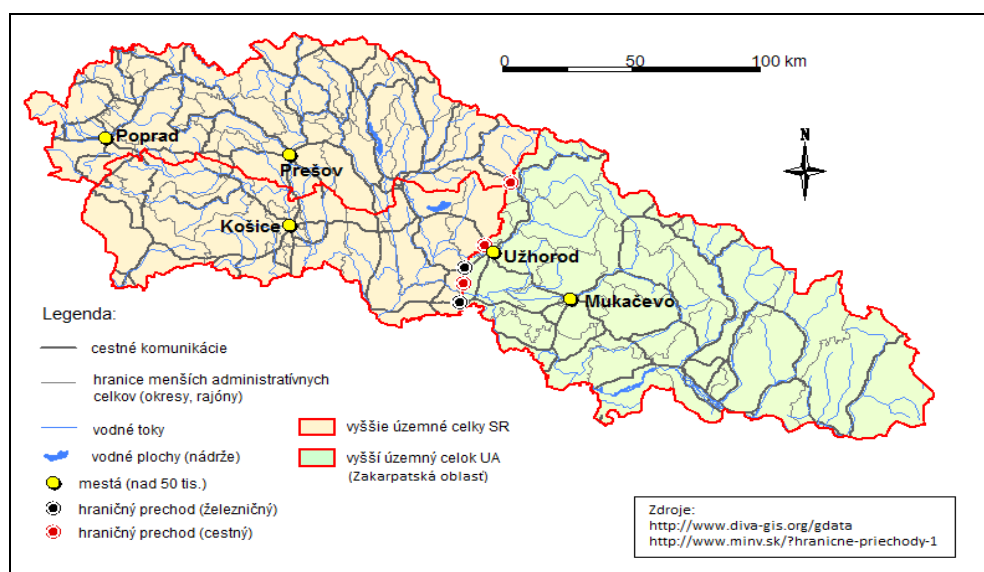 0 50 100 km
N
Poprad
Přešov
Košice
Užhorod
Mukačevo
Legenda:
cestné komunikácie
hranice menších administratívnych
celkov (okresy, rajóny)
vodné toky
vodné plochy (nádrže)
mestá (nad 50 tis.)
hraničný prechod (železničný)
hraničný prechod (cestný)
vyššie územné celky SR
vyšší územný celok UA
(Zakarpatská oblasť)
Zdroje:
http://www.diva-gis.org/gdata
http://www.minv.sk/?hranicne-priechody-1